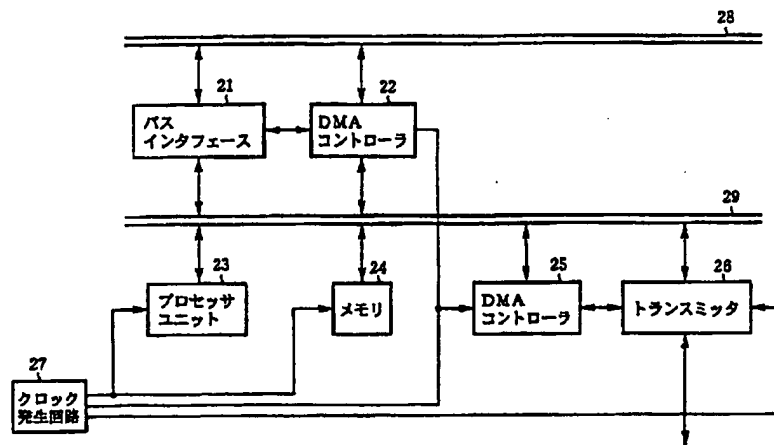 28
21
22
バス
インタフェース
DMA
コントローラ
29
23
24
25
26
プロセッサ
ユニット
メモリ
DMA
コントローラ
トランスミッタ
27
クロック
発生回路